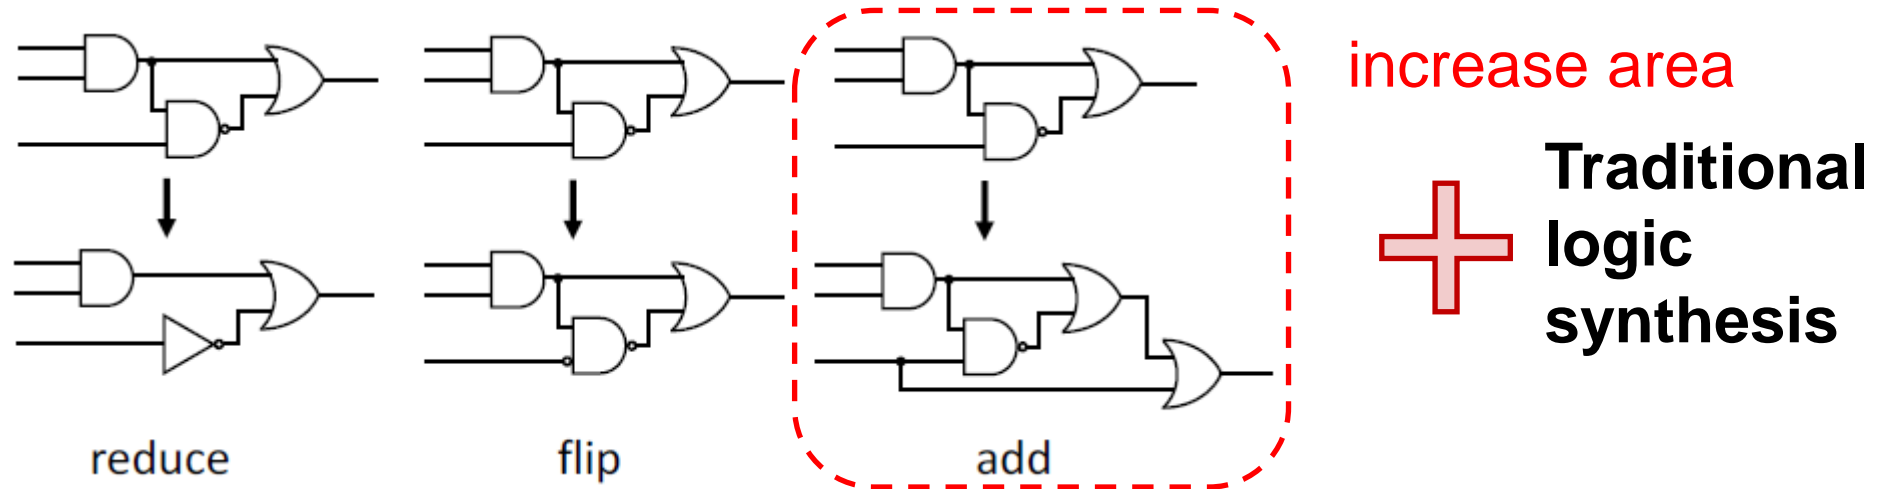 increase area
Traditional
logic
synthesis
reduce
flip
add